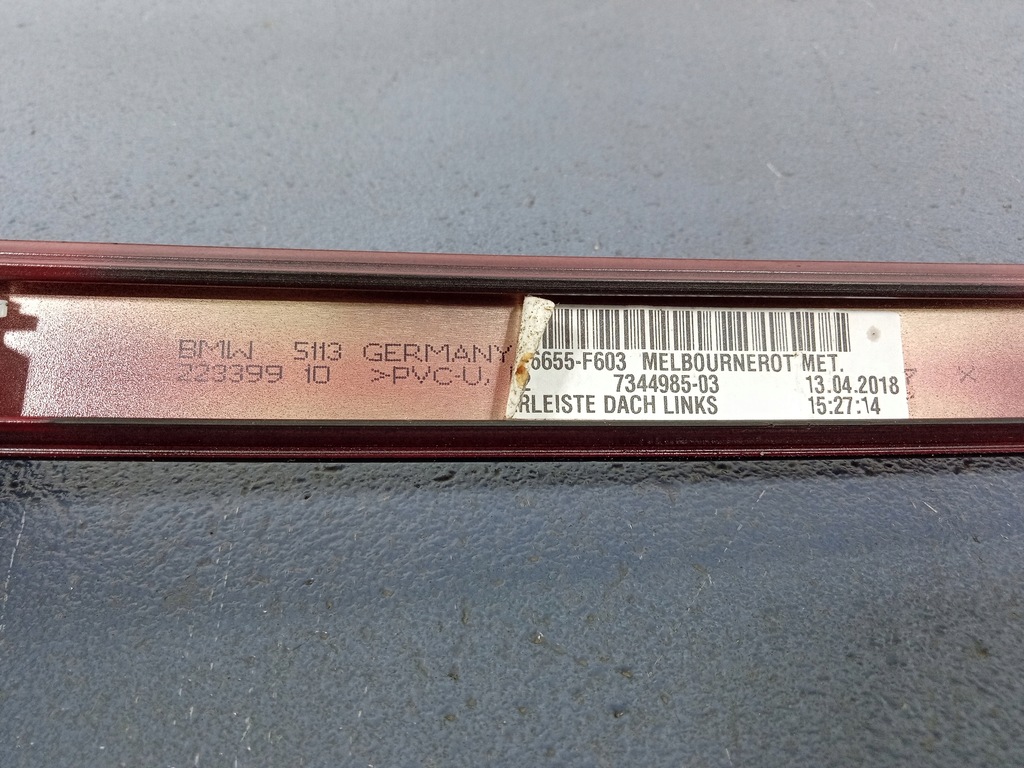 BMW 5113 GERMANY
223399 10 >PVC-U,
6655-F603 MELBOURNEROT MET.
7344985-03 13.04.2018
RLEISTE DACH LINKS 15:27:14